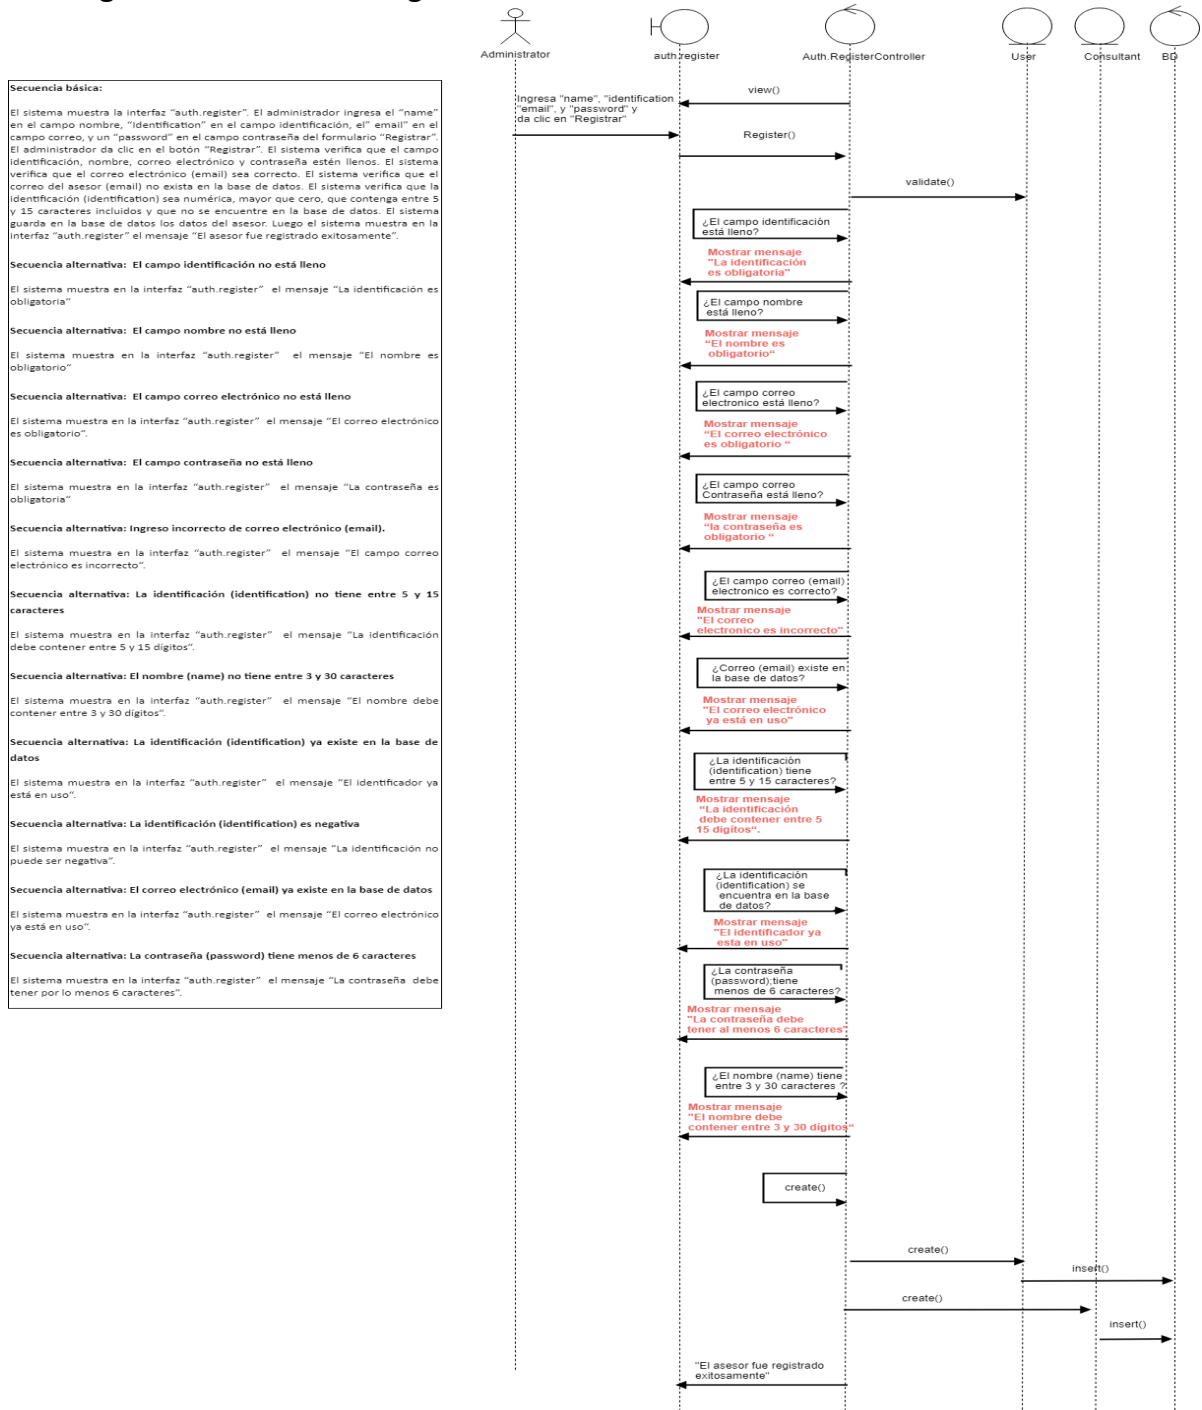 Administrator
auth.register
Auth.RegisterController
User
Consultant
BD
Secuencia básica:
El sistema muestra la interfaz “auth.register”. El administrador ingresa el “name”
en el campo nombre, “Identification” en el campo identificación, el” email” en el
campo correo, y un “password” en el campo contraseña del formulario “Registrar”.
El administrador da clic en el botón “Registrar”. El sistema verifica que el campo
identificación, nombre, correo electrónico y contraseña estén llenos. El sistema
verifica que el correo electrónico (email) sea correcto. El sistema verifica que el
correo del asesor (email) no exista en la base de datos. El sistema verifica que la
identificación (identification) sea numérica, mayor que cero, que contenga entre 5
y 15 caracteres incluidos y que no se encuentre en la base de datos. El sistema
guarda en la base de datos los datos del asesor. Luego el sistema muestra en la
interfaz “auth.register” el mensaje “El asesor fue registrado exitosamente”.
Secuencia alternativa: El campo identificación no está lleno
El sistema muestra en la interfaz “auth.register” el mensaje “La identificación es
obligatoria”
Secuencia alternativa: El campo nombre no está lleno
El sistema muestra en la interfaz “auth.register” el mensaje “El nombre es
obligatorio”
Secuencia alternativa: El campo correo electrónico no está lleno
El sistema muestra en la interfaz “auth.register” el mensaje “El correo electrónico
es obligatorio”.
Secuencia alternativa: El campo contraseña no está lleno
El sistema muestra en la interfaz “auth.register” el mensaje “La contraseña es
obligatoria”
Secuencia alternativa: Ingreso incorrecto de correo electrónico (email).
El sistema muestra en la interfaz “auth.register” el mensaje “El campo correo
electrónico es incorrecto”.
Secuencia alternativa: La identificación (identification) no tiene entre 5 y 15
caracteres
El sistema muestra en la interfaz “auth.register” el mensaje “La identificación
debe contener entre 5 y 15 dígitos”.
Secuencia alternativa: El nombre (name) no tiene entre 3 y 30 caracteres
El sistema muestra en la interfaz “auth.register” el mensaje “El nombre debe
contener entre 3 y 30 dígitos”.
Secuencia alternativa: La identificación (identification) ya existe en la base de
datos
El sistema muestra en la interfaz “auth.register” el mensaje “El identificador ya
está en uso”.
Secuencia alternativa: La identificación (identification) es negativa
El sistema muestra en la interfaz “auth.register” el mensaje “La identificación no
puede ser negativa”.
Secuencia alternativa: El correo electrónico (email) ya existe en la base de datos
El sistema muestra en la interfaz “auth.register” el mensaje “El correo electrónico
ya está en uso”.
Secuencia alternativa: La contraseña (password) tiene menos de 6 caracteres
El sistema muestra en la interfaz “auth.register” el mensaje “La contraseña debe
tener por lo menos 6 caracteres”.
Ingresa "name", "identification
"email", y "password" y
da clic en "Registrar"
view()
Register()
validate()
¿El campo identificación
está lleno?
Mostrar mensaje
"La identificación
es obligatoria"
¿El campo nombre
está lleno?
Mostrar mensaje
“El nombre es
obligatorio“
¿El campo correo
electronico está lleno?
Mostrar mensaje
“El correo electrónico
es obligatorio “
¿El campo correo
Contraseña está lleno?
Mostrar mensaje
“la contraseña es
obligatorio “
¿El campo correo (email)
electronico es correcto?
Mostrar mensaje
"El correo
electronico es incorrecto"
¿Correo (email) existe en
la base de datos?
Mostrar mensaje
"El correo electrónico
ya está en uso"
¿La identificación
(identification) tiene
entre 5 y 15 caracteres?
Mostrar mensaje
“La identificación
debe contener entre 5
15 digítos“.
¿La identificación
(identification) se
encuentra en la base
de datos?
Mostrar mensaje
"El identificador ya
esta en uso"
¿La contraseña
(password);tiene
menos de 6 caracteres?
Mostrar mensaje
"La contraseña debe
tener al menos 6 caracteres"
¿El nombre (name) tiene
entre 3 y 30 caracteres ?
Mostrar mensaje
"El nombre debe
contener entre 3 y 30 dígitos“
create()
create()
insert()
create()
insert()
"El asesor fue registrado
exitosamente"